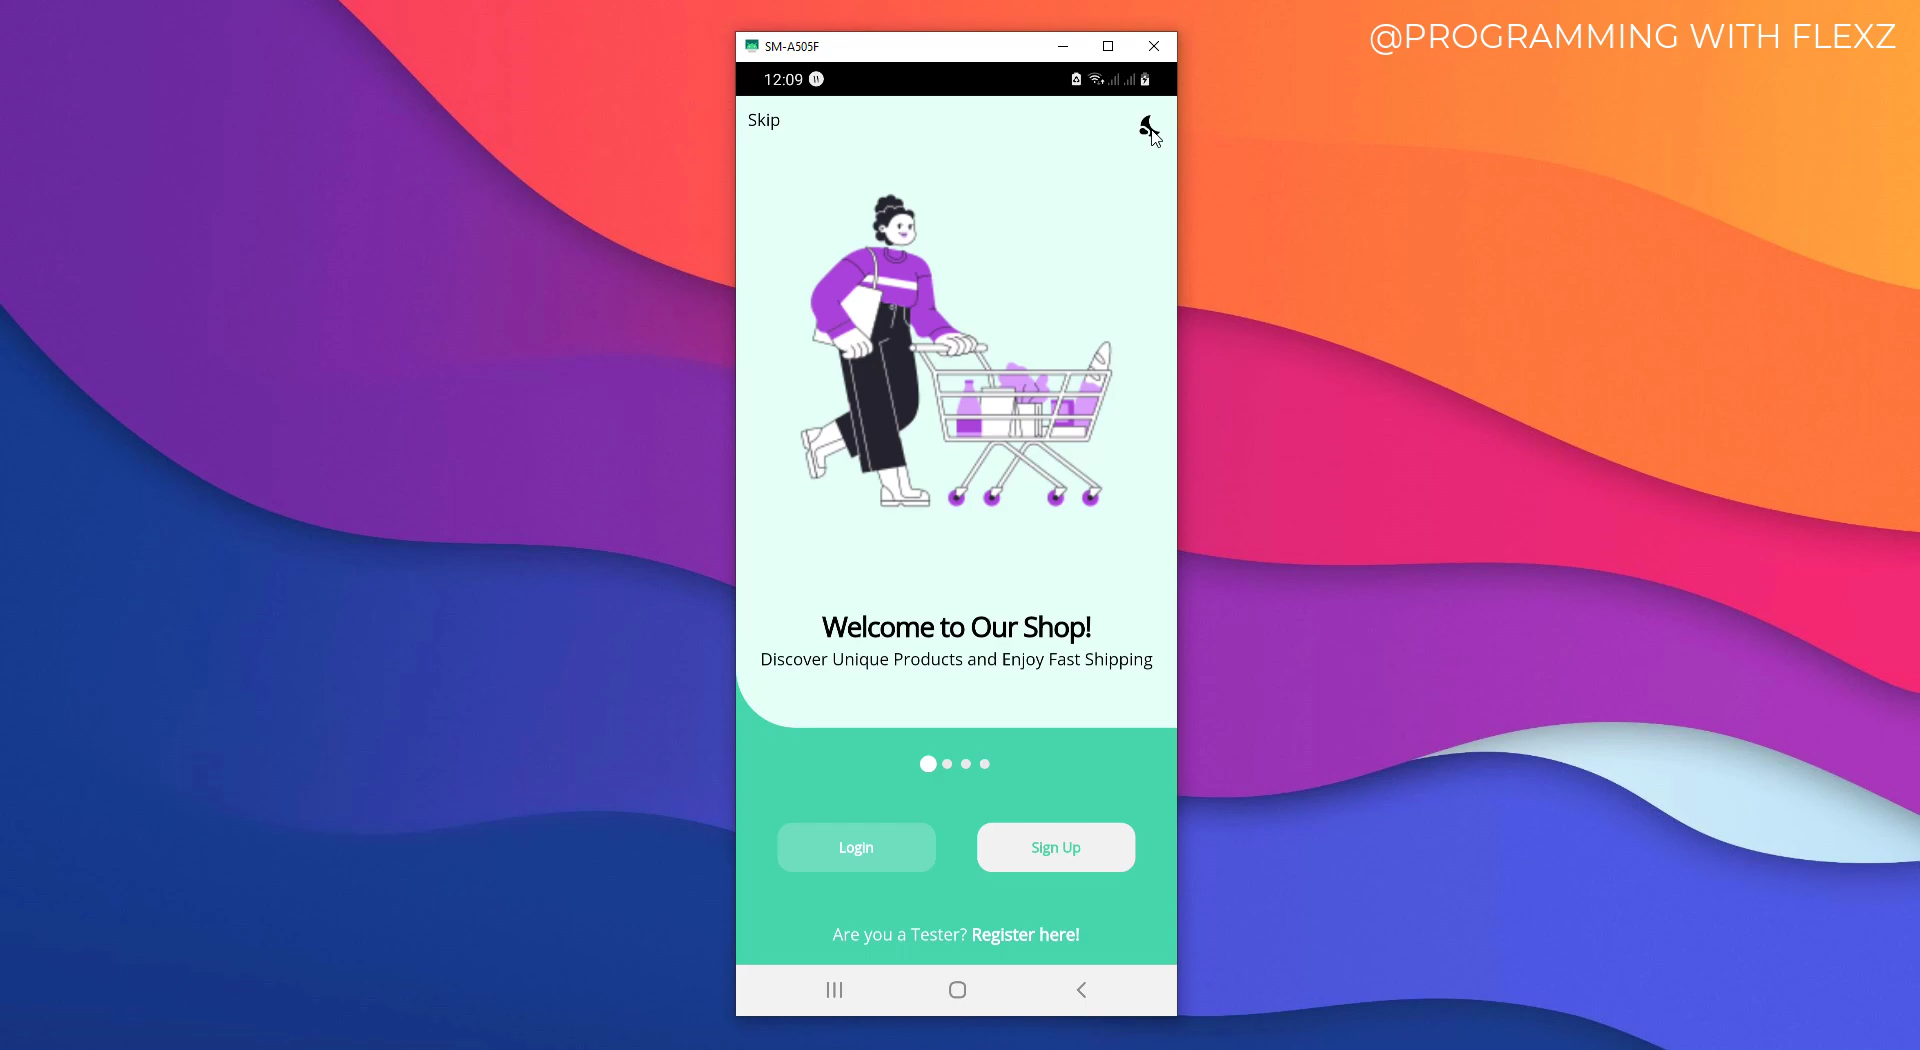 @PROGRAMMING WITH FLEXZ
SM-A505F
12:09
Skip
Welcome to Our Shop!
Discover Unique Products and Enjoy Fast Shipping
Login
Sign Up
Are you a Tester? Register here!